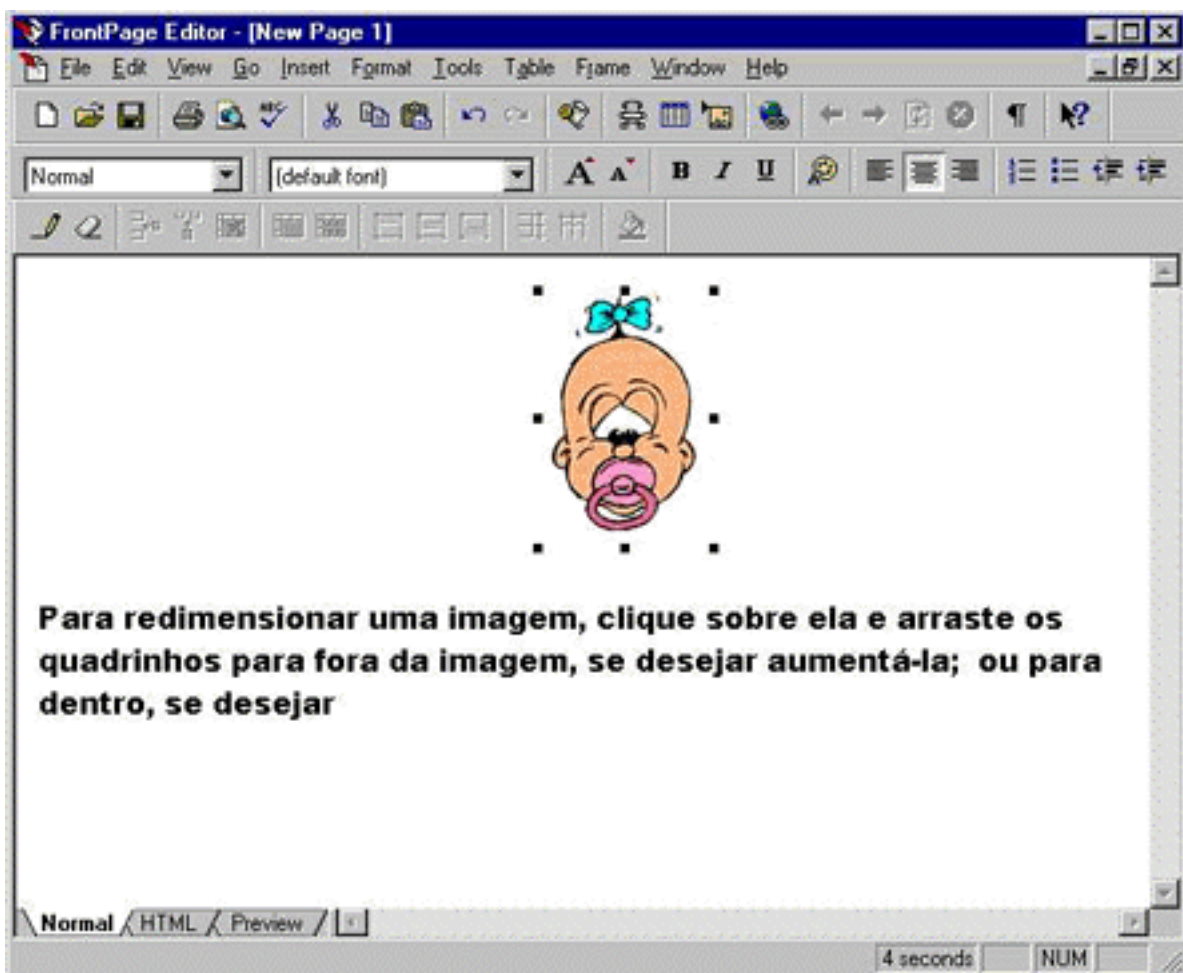 FrontPage Editor - [New Page 1]
File Edit View Go Insert Format Tools Table Frame Window Help
Normal (default font) A A B I U
Para redimensionar uma imagem, clique sobre ela e arraste os
quadrinhos para fora da imagem, se desejar aumentá-la; ou para
dentro, se desejar
Normal HTML Preview
4 seconds NUM